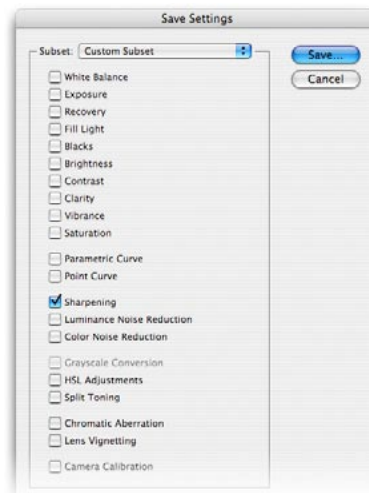 Save Settings
Subset: Custom Subset
Save...
Cancel
White Balance
Exposure
Recovery
Fill Light
Blacks
Brightness
Contrast
Clarity
Vibrance
Saturation
Parametric Curve
Point Curve
Sharpening
Luminance Noise Reduction
Color Noise Reduction
Grayscale Conversion
HSL Adjustments
Split Toning
Chromatic Aberration
Lens Vignetting
Camera Calibration